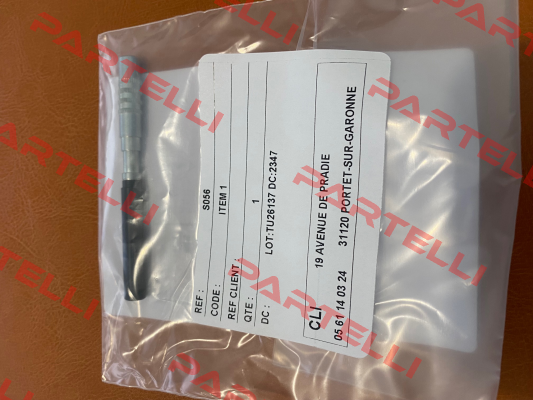 REF : S056
CODE : ITEM 1
REF CLIENT :
QTE : 1
DC : LOT:TU26137 DC:2347
CLI 19 AVENUE DE PRADIE
05 61 14 03 24 31120 PORTET-SUR-GARONNE
PARTELLI
PARTELLI
PARTELLI
PARTELLI
PARTELLI
PARTELLI